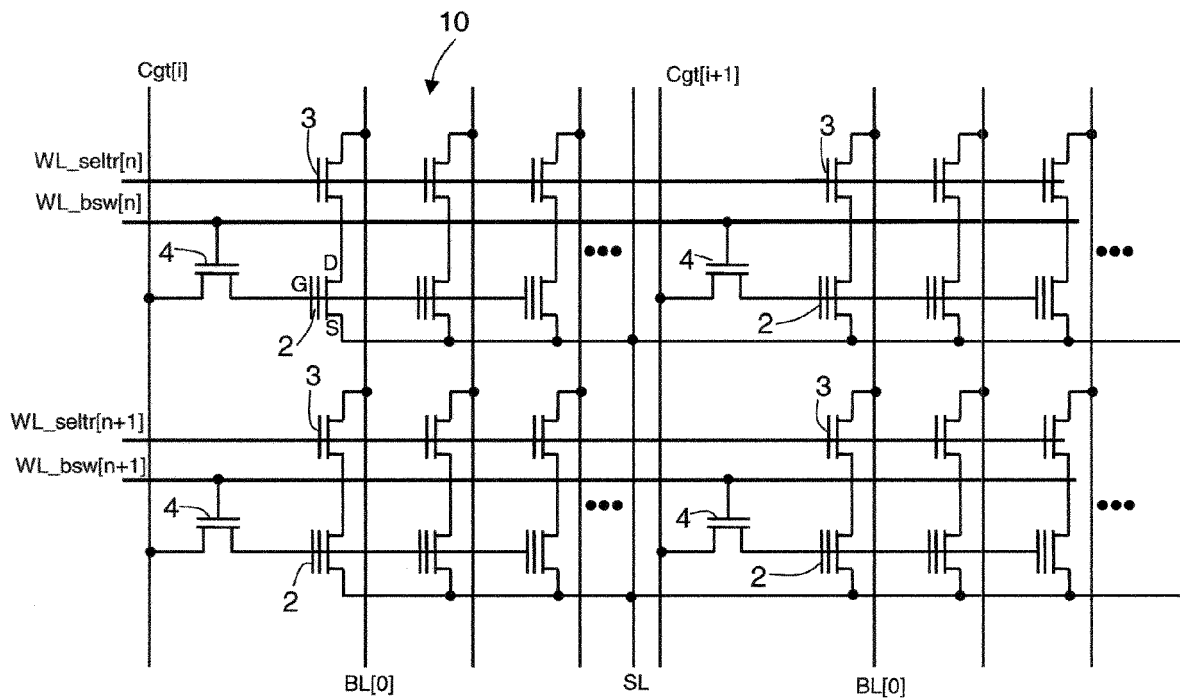 10
Cgt[i]
Cgt[i+1]
3
3
WL_seltr[n]
WL_bsw[n]
4
4
D
G
S
2
2
3
3
WL_seltr[n+1]
WL_bsw[n+1]
4
4
2
2
BL[0]
SL
BL[0]